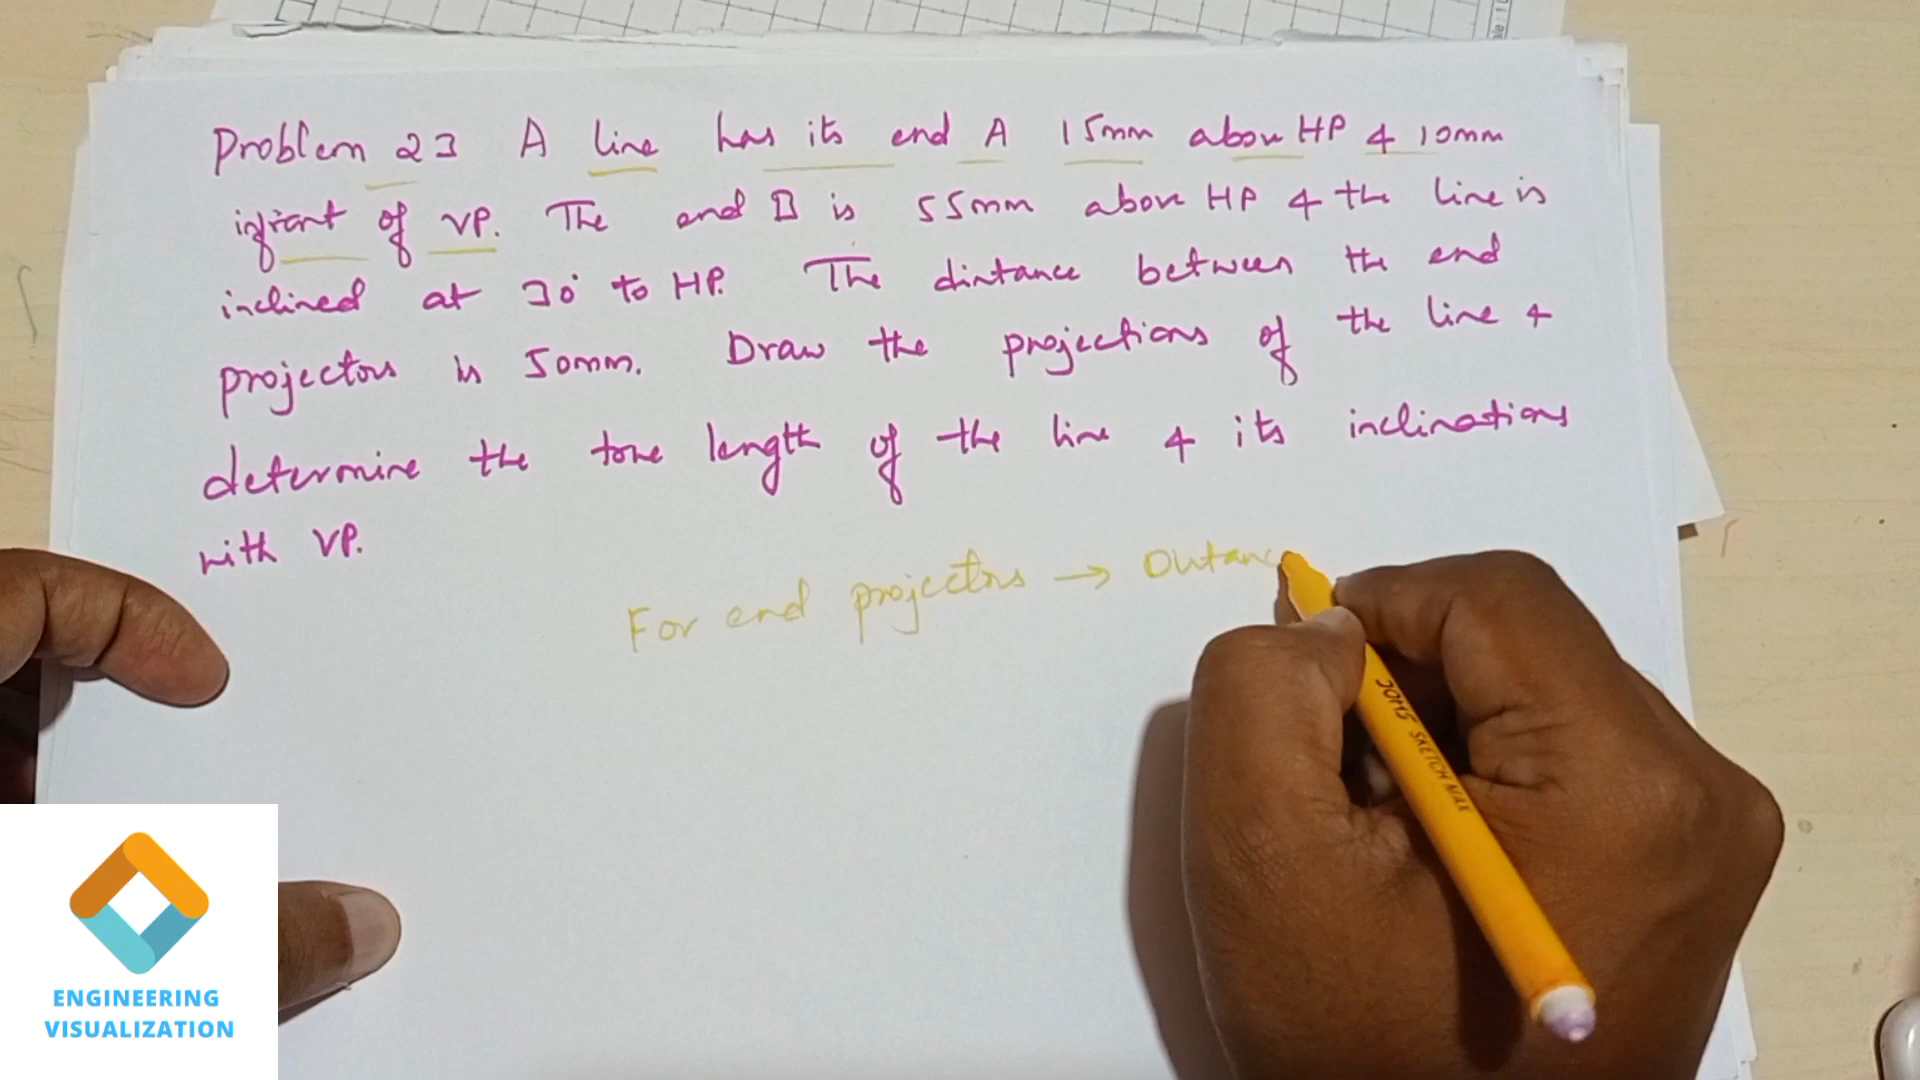 Problem 23 A line has its end A 15mm above HP & 10mm
infront of VP. The end B is 55mm above HP & the line is
inclined at 30° to HP. The distance between the end
projectors is 50mm. Draw the projections of the line &
determine the true length of the line & its inclinations
with VP.
For end projectors → Distanc
JOMS SKETCH MAX
ENGINEERING
VISUALIZATION